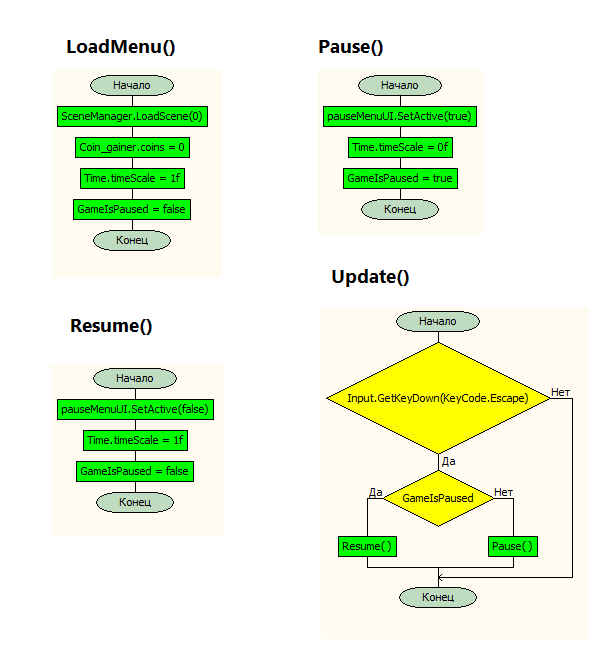 LoadMenu()
Начало
SceneManager.LoadScene(0)
Coin_gainer.coins = 0
Time.timeScale = 1f
GameIsPaused = false
Конец
Pause()
Начало
pauseMenuUI.SetActive(true)
Time.timeScale = 0f
GameIsPaused = true
Конец
Resume()
Начало
pauseMenuUI.SetActive(false)
Time.timeScale = 1f
GameIsPaused = false
Конец
Update()
Начало
Input.GetKeyDown(KeyCode.Escape)
Нет
Да
GameIsPaused
Да
Нет
Resume()
Pause()
Конец